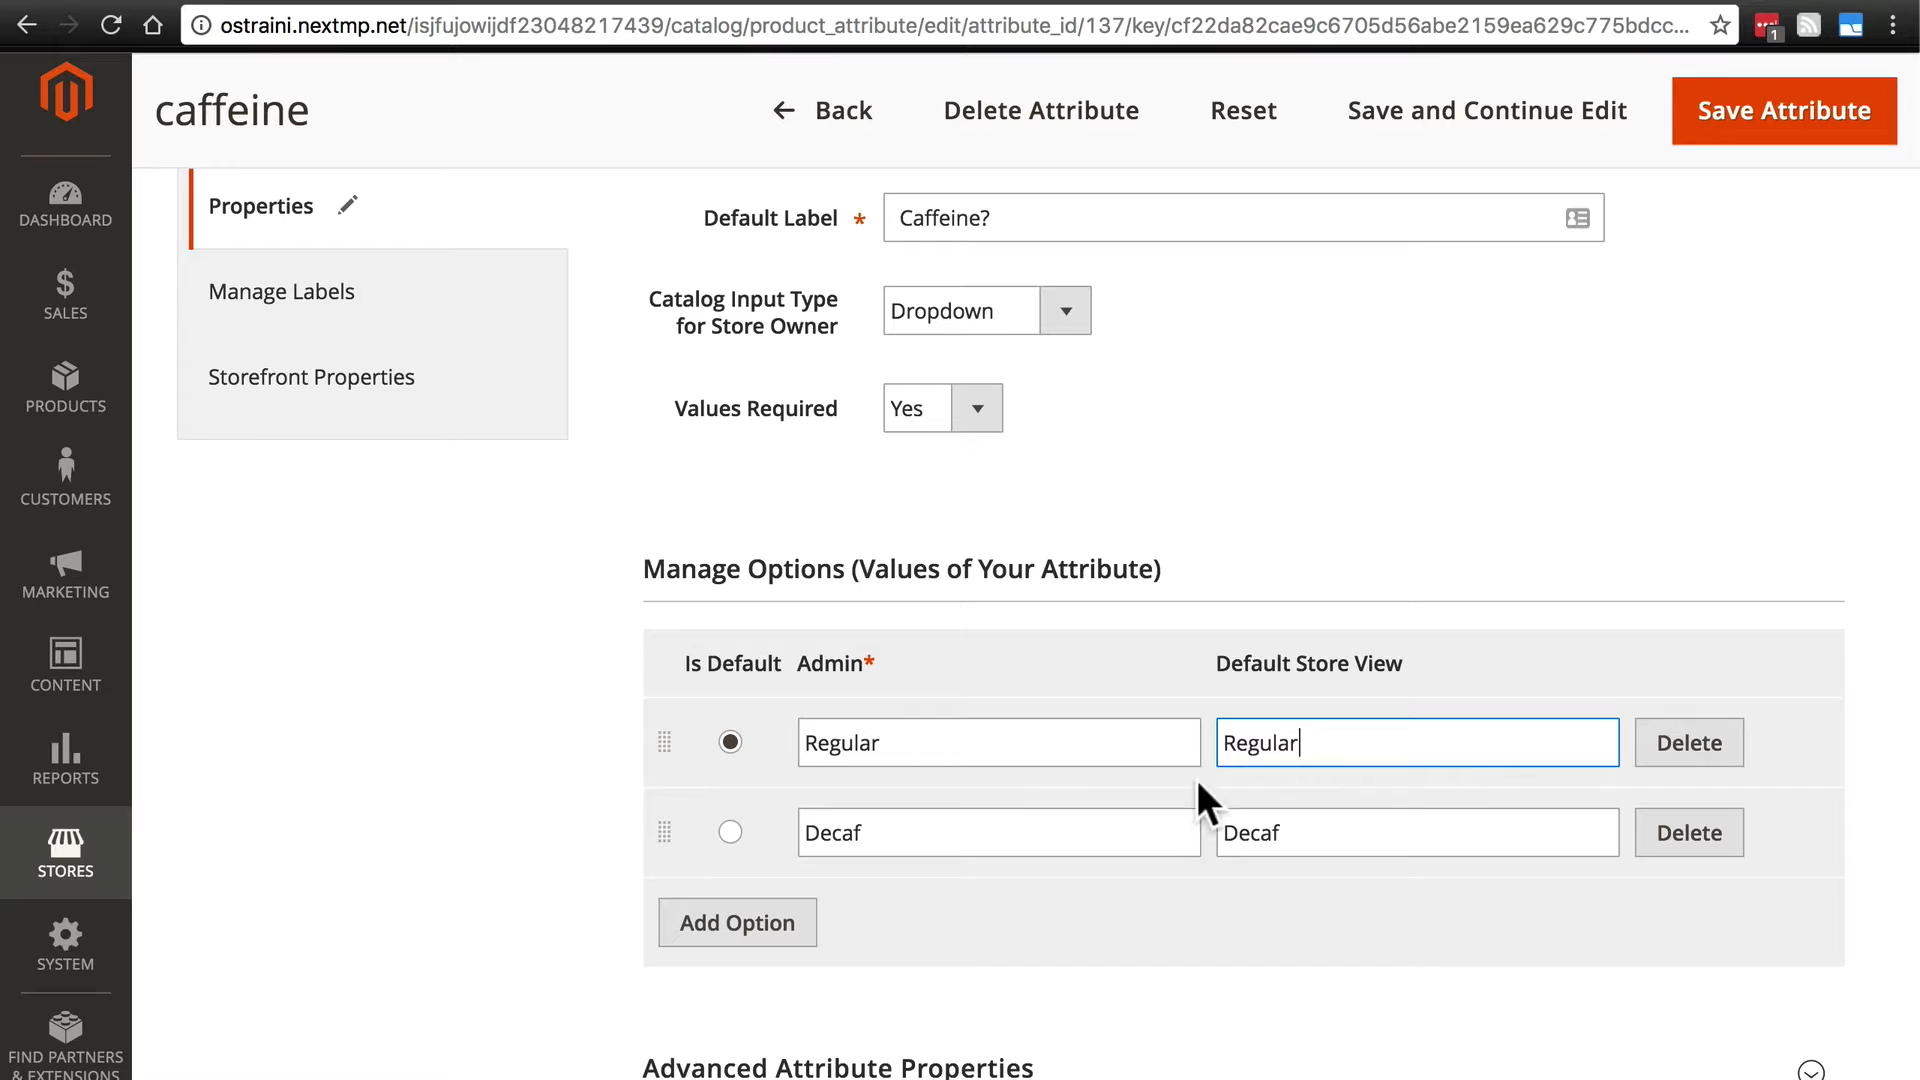 ostraini.nextmp.net/isjfujowijdf23048217439/catalog/product_attribute/edit/attribute_id/137/key/cf22da82cae9c6705d56abe2159ea629c775bdcc...
1
caffeine
Back
Delete Attribute
Reset
Save and Continue Edit
Save Attribute
DASHBOARD
SALES
PRODUCTS
CUSTOMERS
MARKETING
CONTENT
REPORTS
STORES
SYSTEM
FIND PARTNERS
& EXTENSIONS
Properties
Manage Labels
Storefront Properties
Default Label *
Caffeine?
Catalog Input Type
for Store Owner
Dropdown
Values Required
Yes
Manage Options (Values of Your Attribute)
Is Default Admin* Default Store View
Regular Regular Delete
Decaf Decaf Delete
Add Option
Advanced Attribute Properties